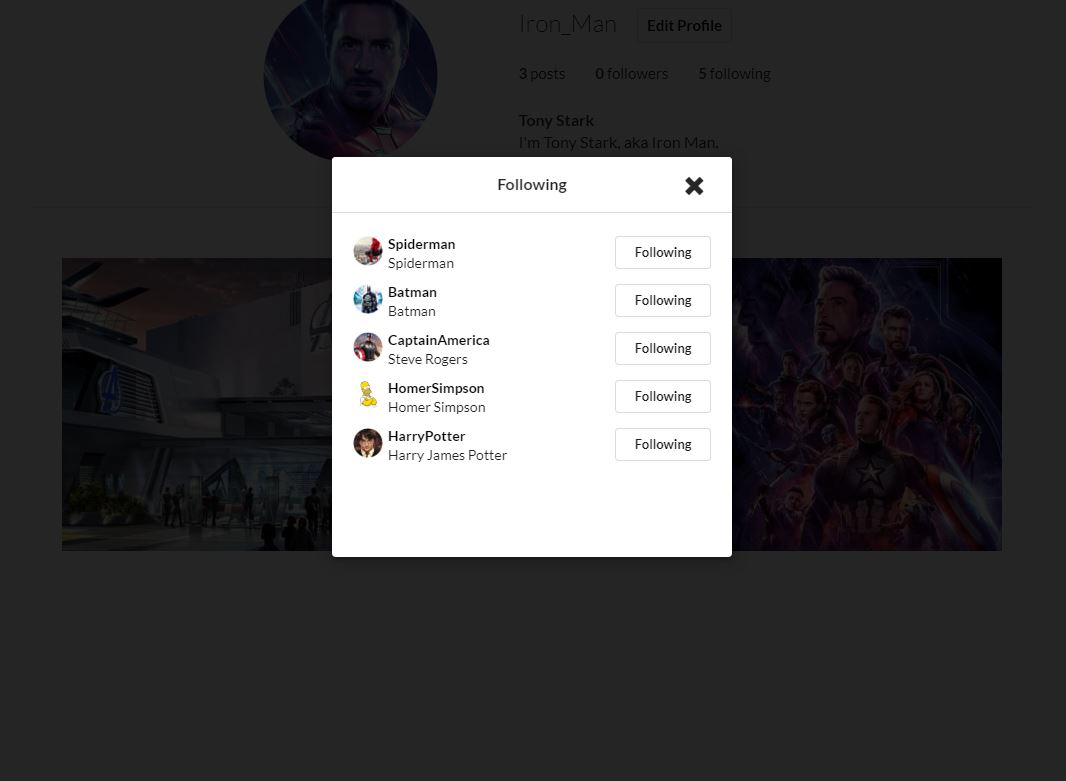 Iron_Man Edit Profile
3 posts 0 followers 5 following
Tony Stark
I'm Tony Stark, aka Iron Man.
Following
Spiderman
Spiderman
Following
Batman
Batman
Following
CaptainAmerica
Steve Rogers
Following
HomerSimpson
Homer Simpson
Following
HarryPotter
Harry James Potter
Following